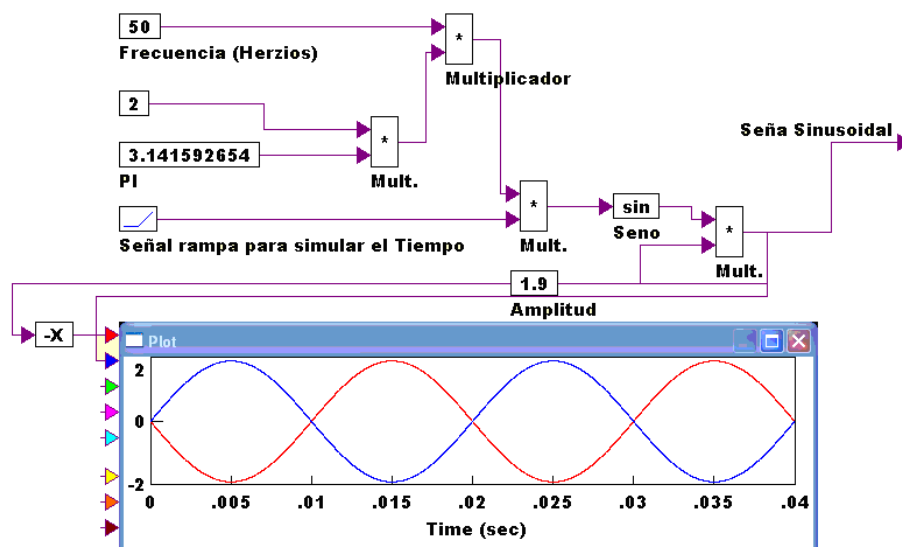 50
*
Frecuencia (Herzios)
Multiplicador
2
*
3.141592654
PI
Mult.
Seña Sinusoidal
*
sin
*
Señal rampa para simular el Tiempo
Mult.
Seno
Mult.
1.9
Amplitud
-X
Plot
2
0
-2
0 .005 .01 .015 .02 .025 .03 .035 .04
Time (sec)